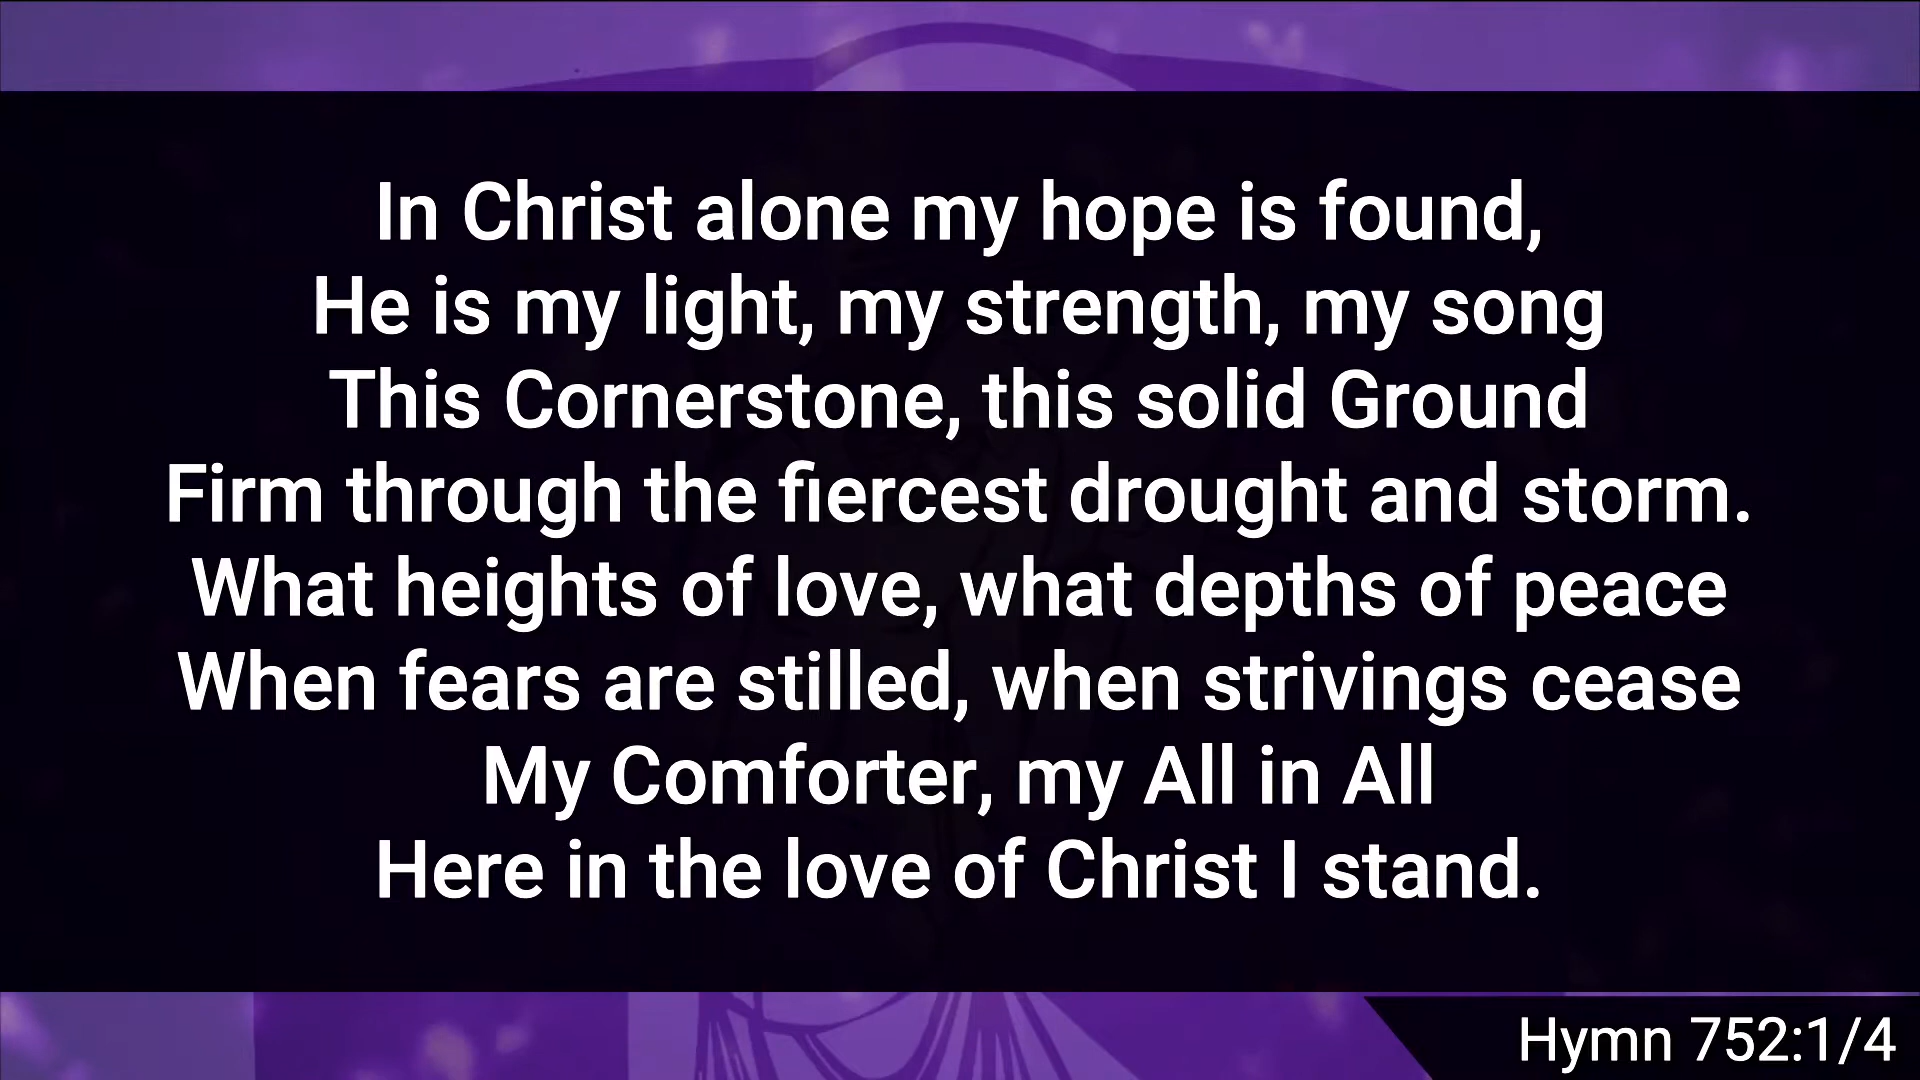 In Christ alone my hope is found,
He is my light, my strength, my song
This Cornerstone, this solid Ground
Firm through the fiercest drought and storm.
What heights of love, what depths of peace
When fears are stilled, when strivings cease
My Comforter, my All in All
Here in the love of Christ I stand.
Hymn 752:1/4